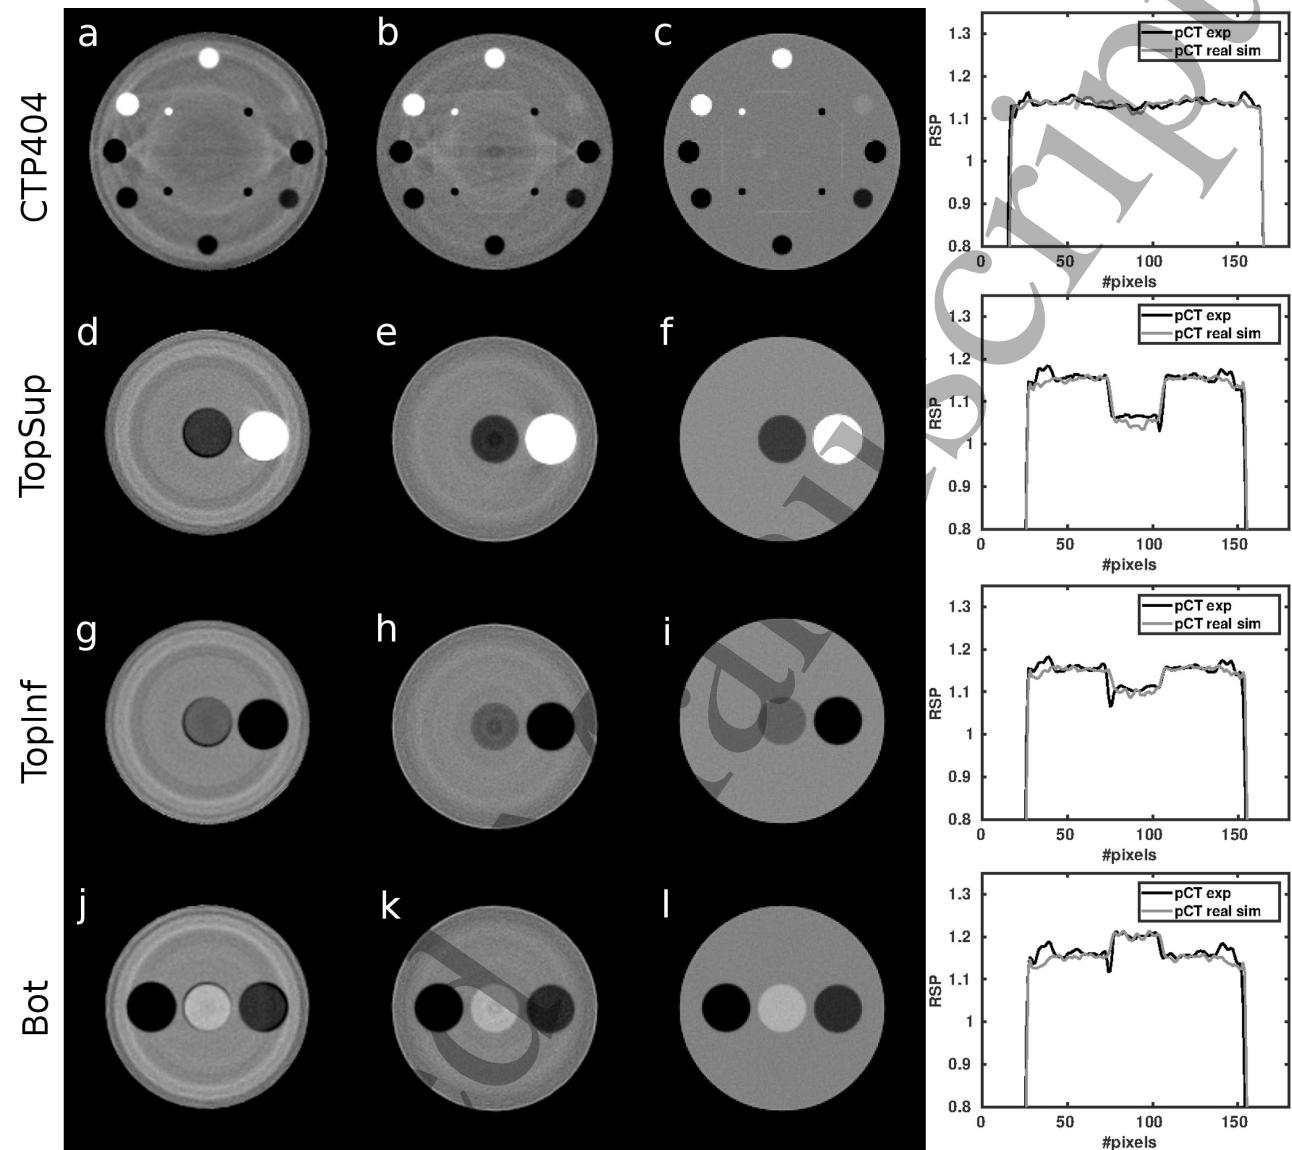 CTP404
a
b
c
1.3
1.2
1.1
1
0.9
0.8
RSP
0
50
100
150
#pixels
pCT exp
pCT real sim
TopSup
d
e
f
1.3
1.2
1.1
1
0.9
0.8
RSP
0
50
100
150
#pixels
pCT exp
pCT real sim
TopInf
g
h
i
1.3
1.2
1.1
1
0.9
0.8
RSP
0
50
100
150
#pixels
pCT exp
pCT real sim
Bot
j
k
l
1.3
1.2
1.1
1
0.9
0.8
RSP
0
50
100
150
#pixels
pCT exp
pCT real sim